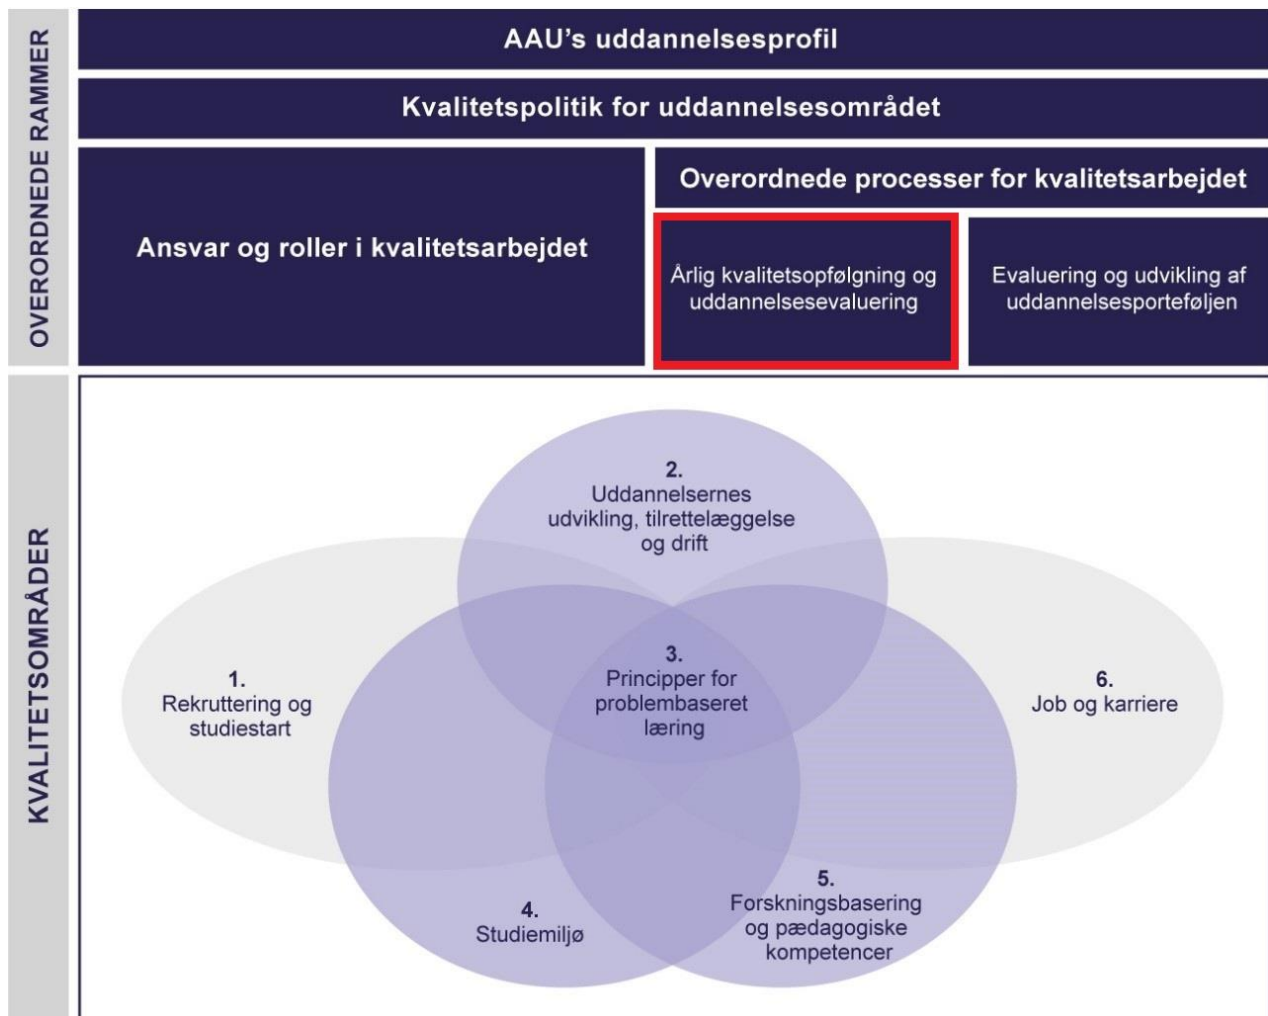 OVERORDNEDE RAMMER
AAU's uddannelsesprofil
Kvalitetspolitik for uddannelsesområdet
Ansvar og roller i kvalitetsarbejdet
Overordnede processer for kvalitetsarbejdet
Årlig kvalitetsopfølgning og
uddannelsesevaluering
Evaluering og udvikling af
uddannelsesporteføljen
KVALITETSOMRÅDER
1.
Rekruttering og
studiestart
2.
Uddannelsernes
udvikling, tilrettelæggelse
og drift
3.
Principper for
problembaseret
læring
4.
Studiemiljø
5.
Forskningsbasering
og pædagogiske
kompetencer
6.
Job og karriere